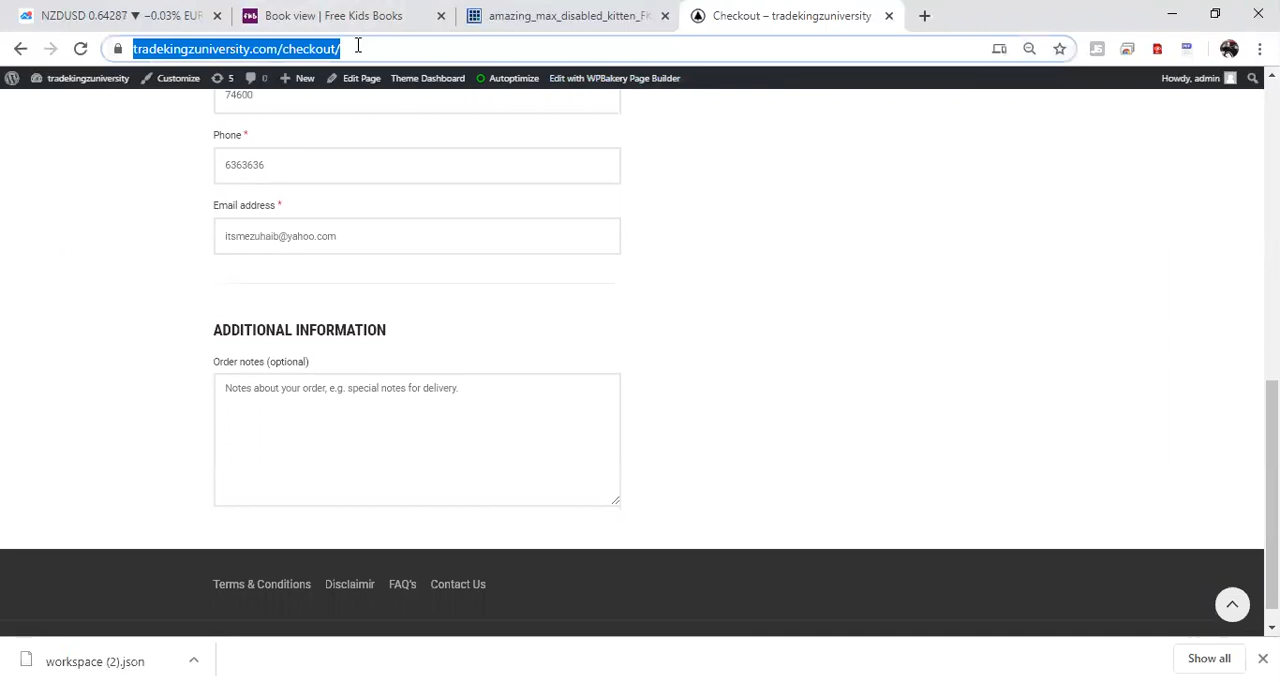 NZDUSD 0.64287 ▼ −0.03% EUR
Book view | Free Kids Books
amazing_max_disabled_kitten_FK
Checkout – tradekingzuniversity
tradekingzuniversity.com/checkout/
tradekingzuniversity Customize 5 0 New Edit Page Theme Dashboard Autoptimize Edit with WPBakery Page Builder Howdy, admin
74600
Phone *
6363636
Email address *
itsmezuhaib@yahoo.com
ADDITIONAL INFORMATION
Order notes (optional)
Notes about your order, e.g. special notes for delivery.
Terms & Conditions Disclaimir FAQ's Contact Us
workspace (2).json
Show all